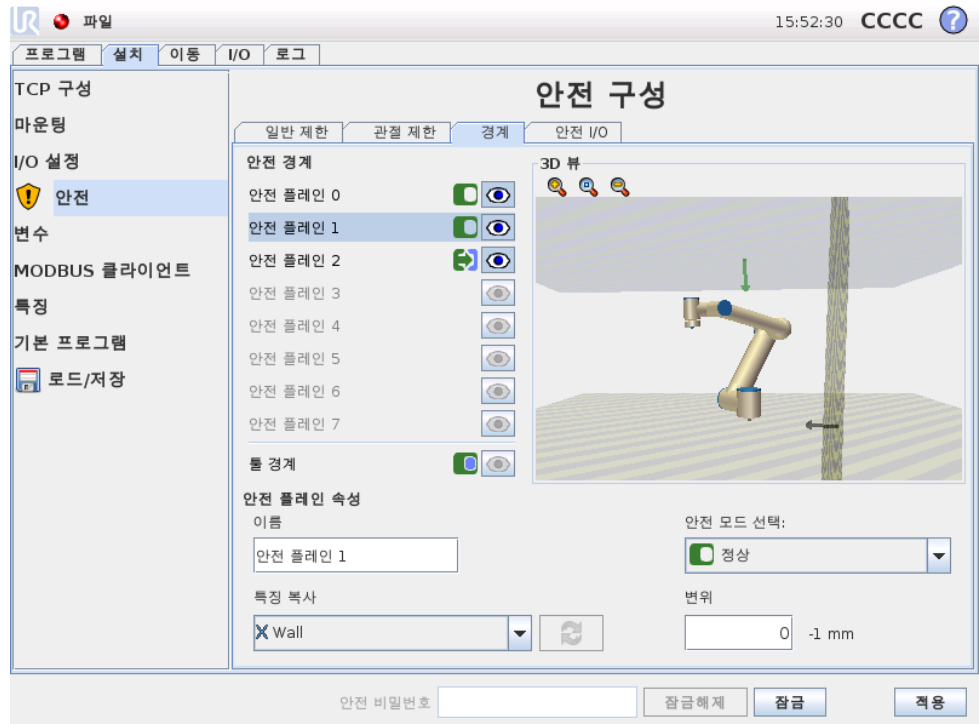 UR 파일 15:52:30 CCCC ?
프로그램 설치 이동 I/O 로그
TCP 구성
마운팅
I/O 설정
안전
변수
MODBUS 클라이언트
특징
기본 프로그램
로드/저장
안전 구성
일반 제한 관절 제한 경계 안전 I/O
안전 경계
안전 플레인 0
안전 플레인 1
안전 플레인 2
안전 플레인 3
안전 플레인 4
안전 플레인 5
안전 플레인 6
안전 플레인 7
툴 경계
3D 뷰
안전 플레인 속성
이름
안전 플레인 1
안전 모드 선택:
정상
특징 복사
Wall
변위
0 -1 mm
안전 비밀번호 잠금해제 잠금 적용